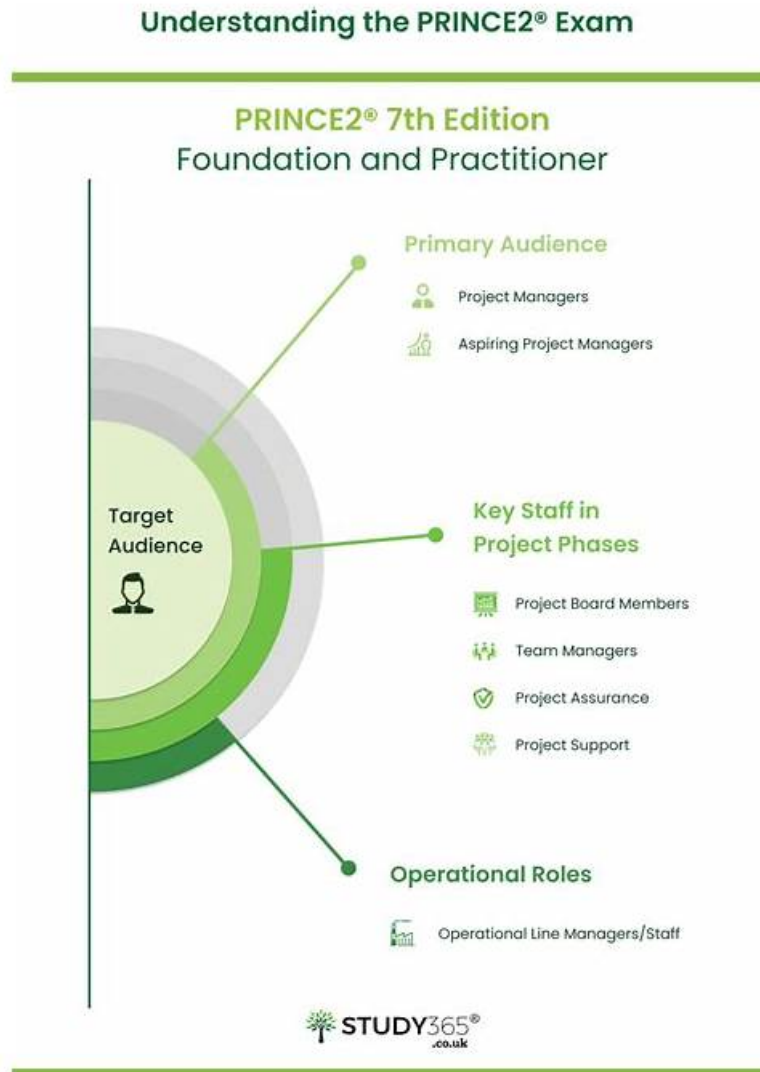 Understanding the PRINCE2® Exam
PRINCE2® 7th Edition
Foundation and Practitioner
Primary Audience
Project Managers
Aspiring Project Managers
Target
Audience
Key Staff in
Project Phases
Project Board Members
Team Managers
Project Assurance
Project Support
Operational Roles
Operational Line Managers/Staff
STUDY365®
.co.uk